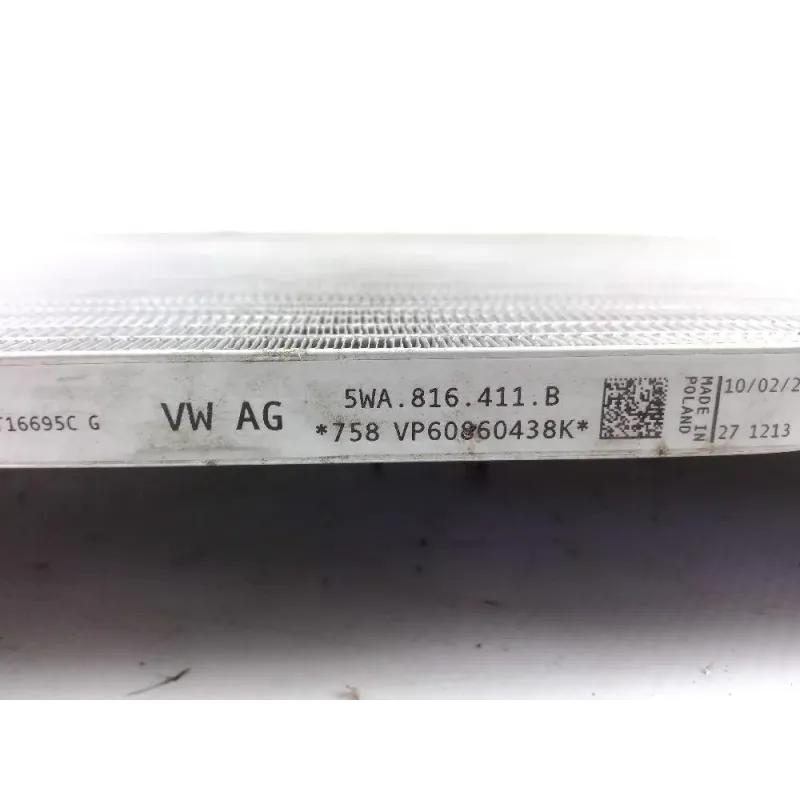 T16695C G
VW AG
5WA.816.411.B
*758 VP60860438K*
MADE IN
POLAND
10/02/2
27 1213